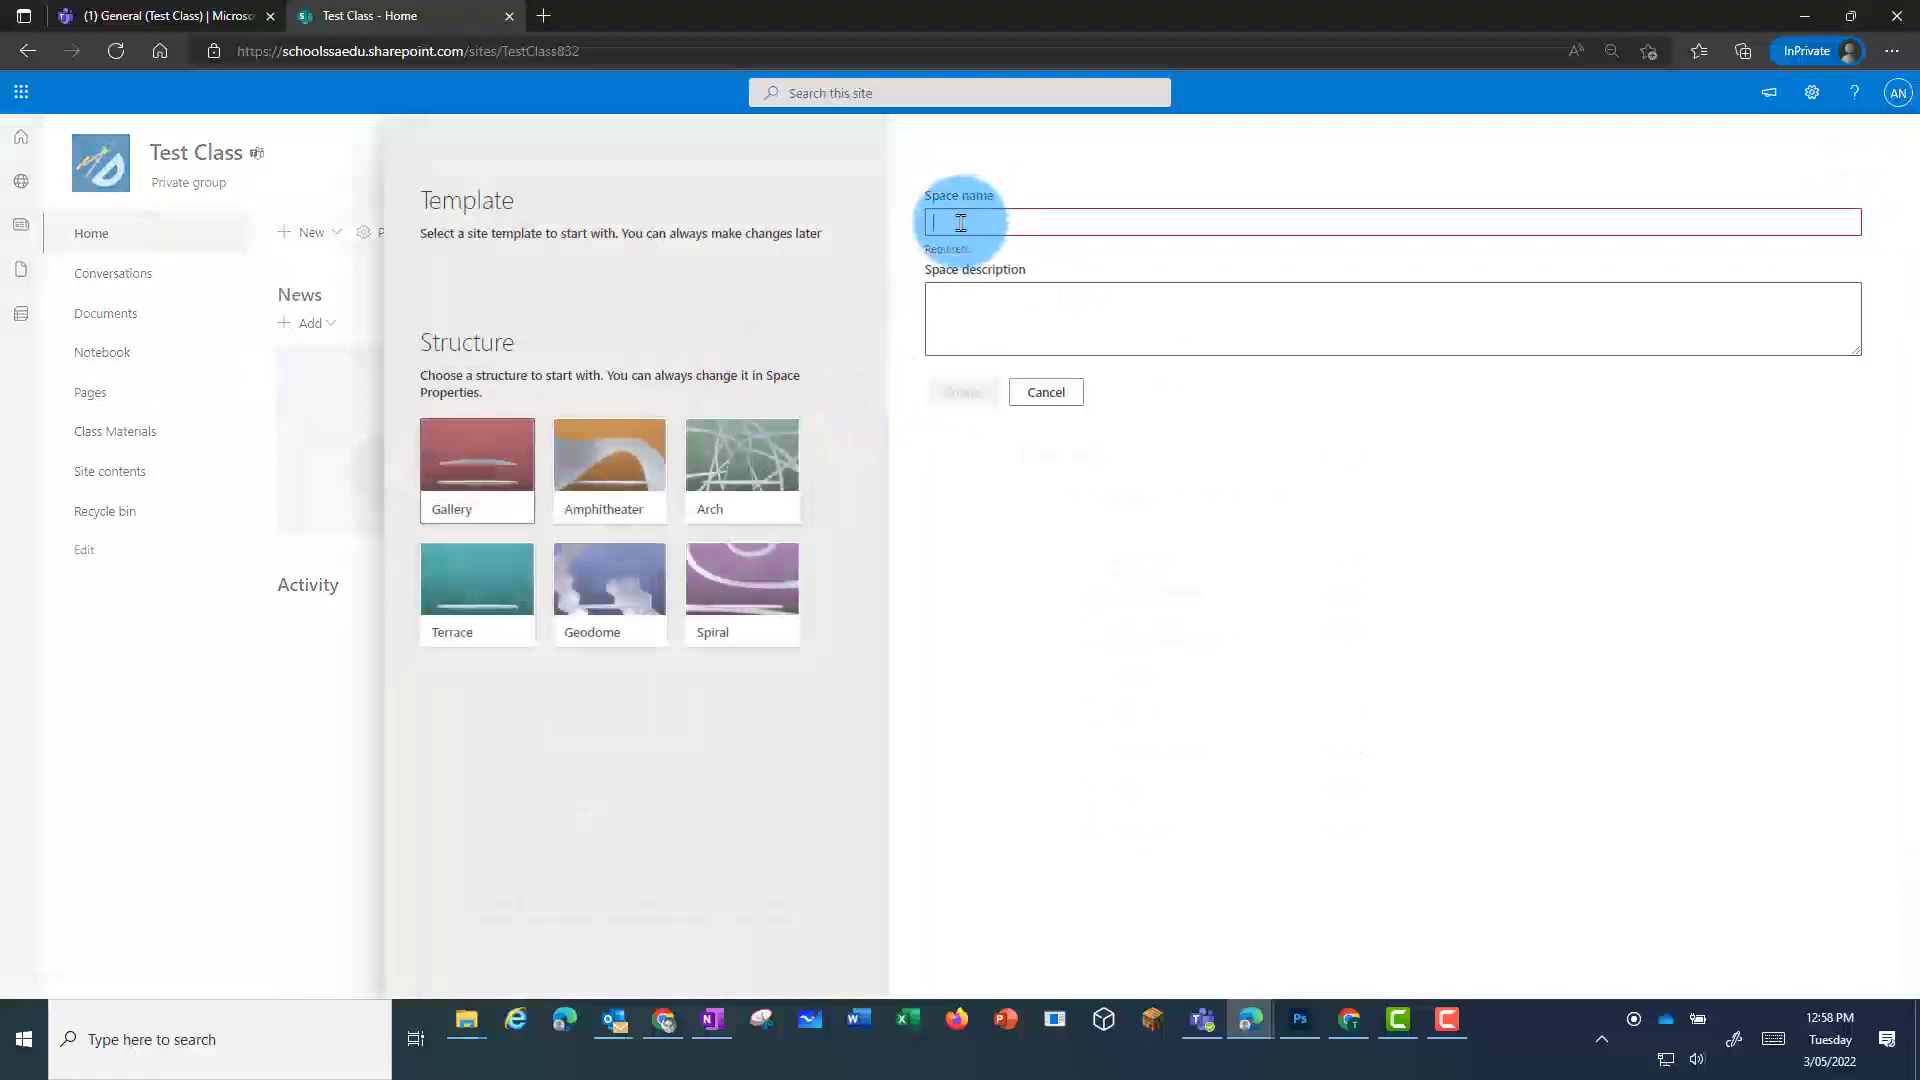 (1) General (Test Class) | Microso
Test Class - Home
https://schoolssaedu.sharepoint.com/sites/TestClass832
InPrivate
Search this site
AN
Test Class
Private group
Home
Conversations
Documents
Notebook
Pages
Class Materials
Site contents
Recycle bin
Edit
New
P
News
Add
Activity
Template
Select a site template to start with. You can always make changes later
Structure
Choose a structure to start with. You can always change it in Space
Properties.
Gallery
Amphitheater
Arch
Terrace
Geodome
Spiral
Space name
Space description
Cancel
Type here to search
12:58 PM
Tuesday
3/05/2022